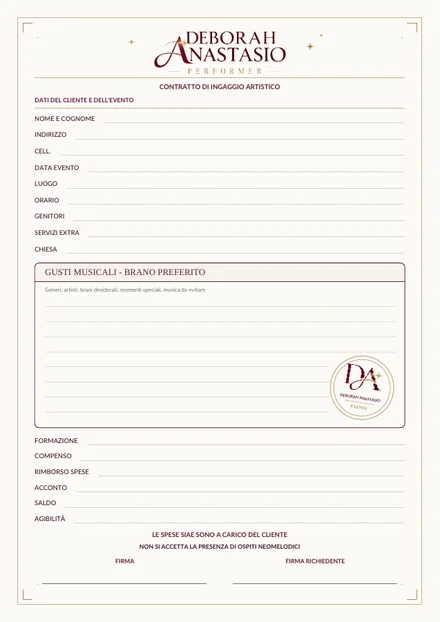 DEBORAH
ANASTASIO
PERFORMER
CONTRATTO DI INGAGGIO ARTISTICO
DATI DEL CLIENTE E DELL'EVENTO
NOME E COGNOME
INDIRIZZO
CELL.
DATA EVENTO
LUOGO
ORARIO
GENITORI
SERVIZI EXTRA
CHIESA
GUSTI MUSICALI - BRANO PREFERITO
Generi, artisti, brani desiderati, momenti speciali, musica da evitare
DA
DEBORAH ANASTASIO
EVENTS
FORMAZIONE
COMPENSO
RIMBORSO SPESE
ACCONTO
SALDO
AGIBILITÀ
LE SPESE SIAE SONO A CARICO DEL CLIENTE
NON SI ACCETTA LA PRESENZA DI OSPITI NEOMELODICI
FIRMA
FIRMA RICHIEDENTE